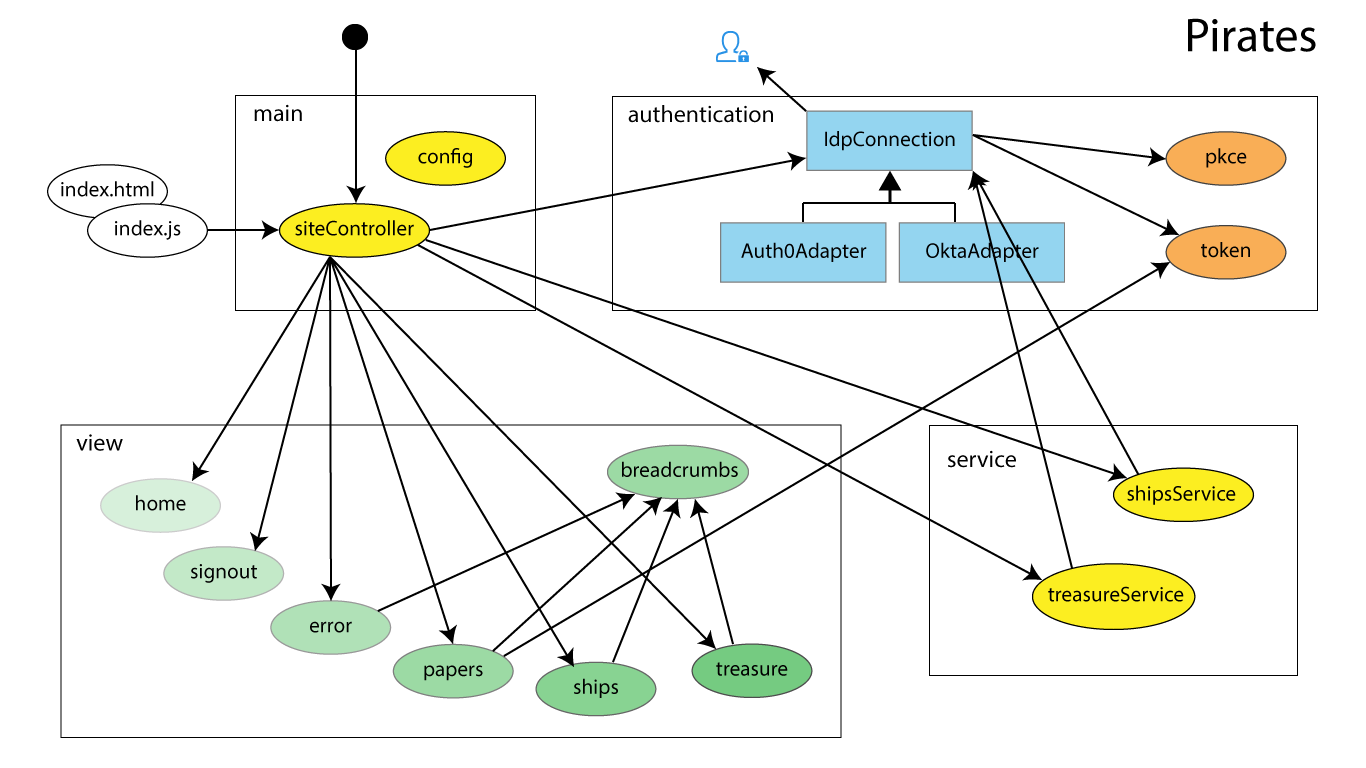 Pirates
main
authentication
config
IdpConnection
pkce
index.html
index.js
siteController
Auth0Adapter
OktaAdapter
token
view
breadcrumbs
service
home
shipsService
signout
treasureService
error
papers
ships
treasure